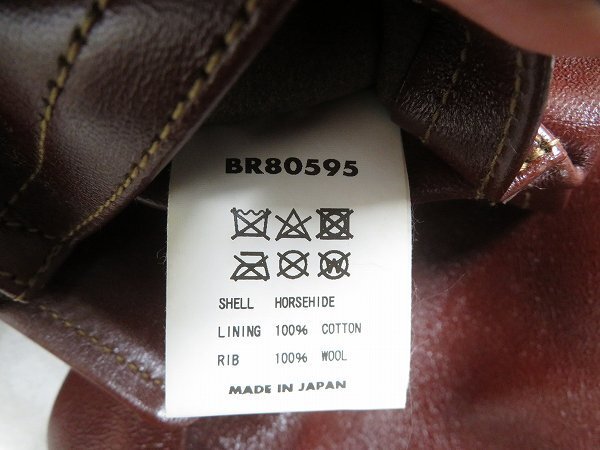 BR80595
W
SHELL HORSEHIDE
LINING 100% COTTON
RIB 100% WOOL
MADE IN JAPAN